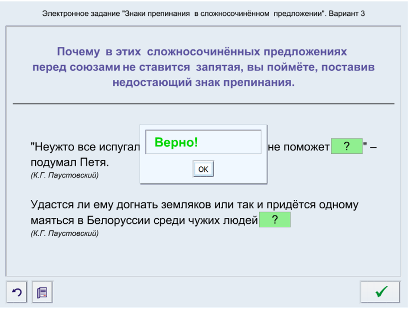 Электронное задание "Знаки препинания в сложносочинённом предложении". Вариант 3
Почему в этих сложносочинённых предложениях
перед союзами не ставится запятая, вы поймёте, поставив
недостающий знак препинания.
Верно!
"Неужто все испугал не поможет ? " –
OK
подумал Петя.
(К.Г. Паустовский)
Удастся ли ему догнать земляков или так и придётся одному
маяться в Белоруссии среди чужих людей ?
(К.Г. Паустовский)